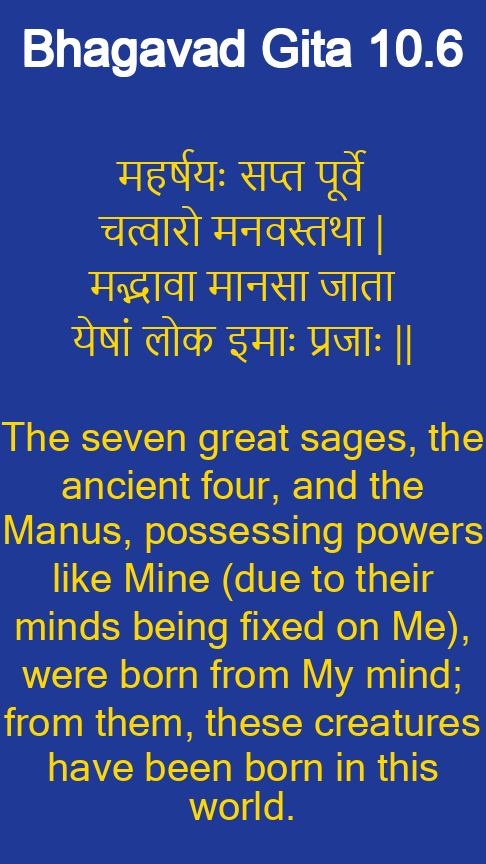 Bhagavad Gita 10.6
महर्षयः सप्त पूर्वे
चत्वारो मनवस्तथा |
मद्भावा मानसा जाता
येषां लोक इमाः प्रजाः ||
The seven great sages, the
ancient four, and the
Manus, possessing powers
like Mine (due to their
minds being fixed on Me),
were born from My mind;
from them, these creatures
have been born in this
world.